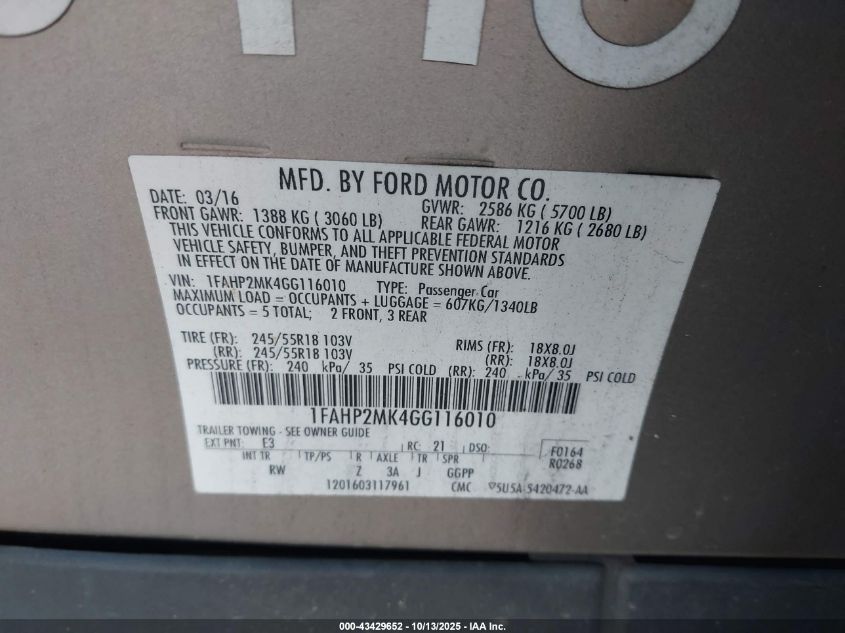 MFD. BY FORD MOTOR CO.
DATE: 03/16 GVWR: 2586 KG ( 5700 LB)
FRONT GAWR: 1388 KG ( 3060 LB) REAR GAWR: 1216 KG ( 2680 LB)
THIS VEHICLE CONFORMS TO ALL APPLICABLE FEDERAL MOTOR
VEHICLE SAFETY, BUMPER, AND THEFT PREVENTION STANDARDS
IN EFFECT ON THE DATE OF MANUFACTURE SHOWN ABOVE.
VIN: 1FAHP2MK4GG116010 TYPE: Passenger Car
MAXIMUM LOAD = OCCUPANTS + LUGGAGE = 607KG/1340LB
OCCUPANTS = 5 TOTAL; 2 FRONT, 3 REAR
TIRE (FR): 245/55R18 103V RIMS (FR): 18X8.0J
(RR): 245/55R18 103V (RR): 18X8.0J
PRESSURE (FR): 240 kPa/ 35 PSI COLD (RR): 240 kPa/ 35 PSI COLD
1FAHP2MK4GG116010
TRAILER TOWING - SEE OWNER GUIDE
EXT PNT: E3 RC: 21 DSO: F0164
INT TR TP/PS R AXLE TR SPR R0268
RW Z 3A J GGPP
1201603117961 CMC 5U5A-5420472-AA
000-43429652 - 10/13/2025 - IAA Inc.